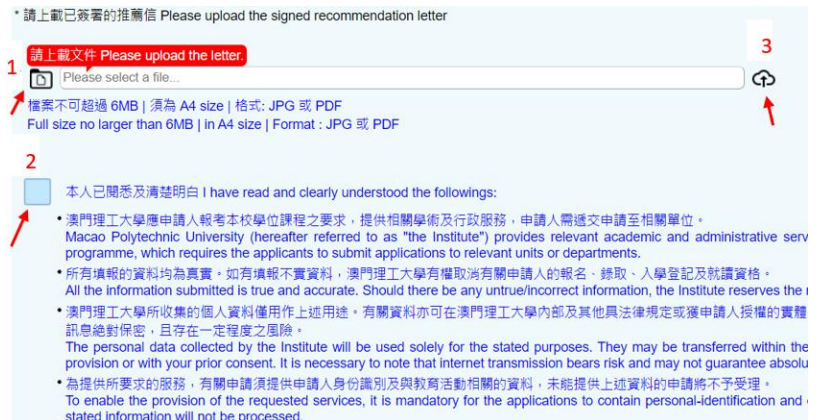 * 請上載已簽署的推薦信 Please upload the signed recommendation letter
3
請上載文件 Please upload the letter.
1
Please select a file...
檔案不可超過 6MB | 須為 A4 size | 格式: JPG 或 PDF
Full size no larger than 6MB | in A4 size | Format : JPG 或 PDF
2
本人已閱悉及清楚明白 I have read and clearly understood the followings:
• 澳門理工大學應申請人報考本校學位課程之要求，提供相關學術及行政服務，申請人需遞交申請至相關單位。
Macao Polytechnic University (hereafter referred to as "the Institute") provides relevant academic and administrative serv
programme, which requires the applicants to submit applications to relevant units or departments.
• 所有填報的資料均為真實。如有填報不實資料，澳門理工大學有權取消有關申請人的報名、錄取、入學登記及就讀資格。
All the information submitted is true and accurate. Should there be any untrue/incorrect information, the Institute reserves the
• 澳門理工大學所收集的個人資料僅用作上述用途。有關資料亦可在澳門理工大學內部及其他具法律規定或獲申請人授權的實體
訊息絕對保密，且存在一定程度之風險。
The personal data collected by the Institute will be used solely for the stated purposes. They may be transferred within the
provision or with your prior consent. It is necessary to note that internet transmission bears risk and may not guarantee absolu
• 為提供所要求的服務，有關申請須提供申請人身份識別及與教育活動相關的資料，未能提供上述資料的申請將不予受理。
To enable the provision of the requested services, it is mandatory for the applications to contain personal-identification and
stated information will not be processed.